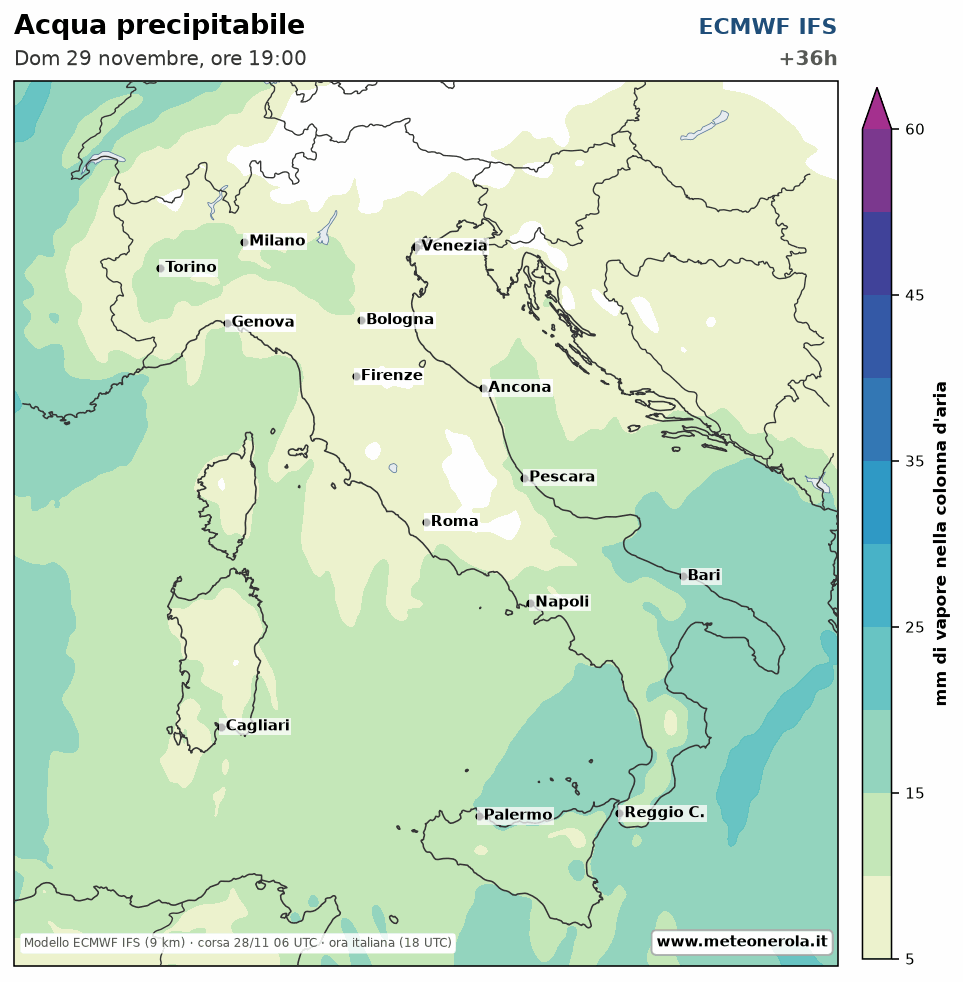 Acqua precipitabile
ECMWF IFS
Dom 29 novembre, ore 19:00
+36h
Milano
Venezia
Torino
Genova
Bologna
Firenze
Ancona
Pescara
Roma
Bari
Napoli
Cagliari
Palermo
Reggio C.
60
45
35
25
15
5
mm di vapore nella colonna d'aria
Modello ECMWF IFS (9 km) · corsa 28/11 06 UTC · ora italiana (18 UTC)
www.meteonerola.it